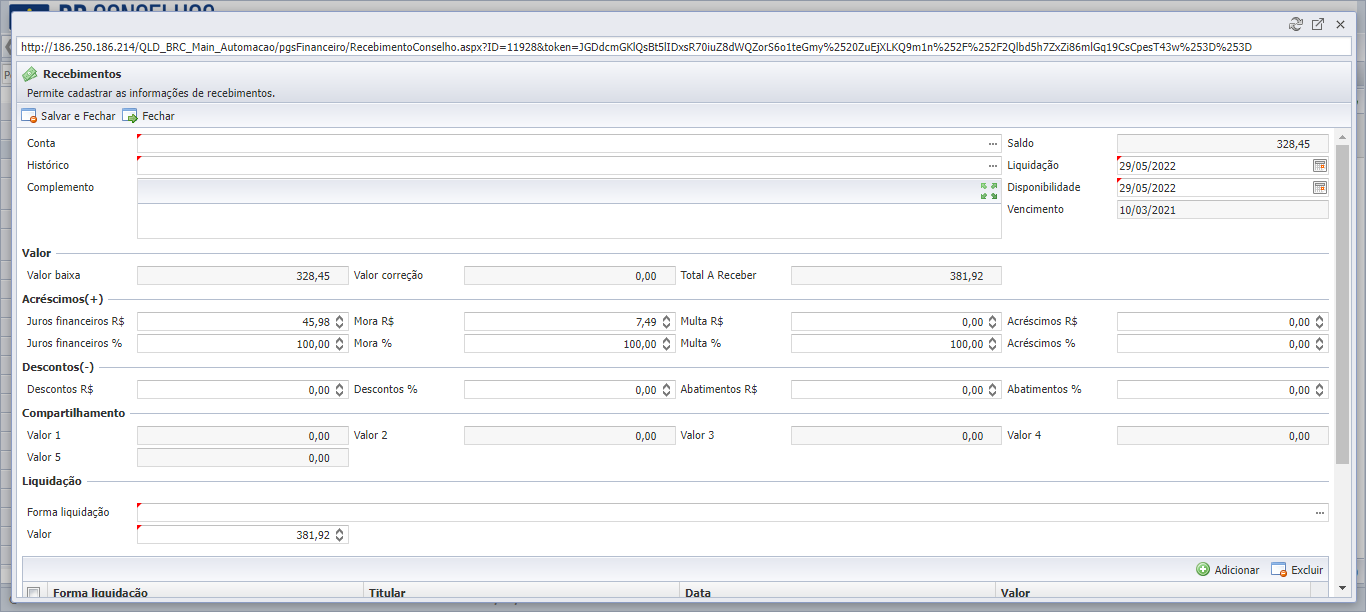 BR CONSELHOS
http://186.250.186.214/QLD_BRC_Main_Automacao/pgsFinanceiro/RecebimentoConselho.aspx?ID=11928&token=JGDdcmGKlQsBt5lIDxsR70iuZ8dWQZorS6o1teGmy%2520ZuEjXLKQ9m1n%252F%252F2Qlbd5h7ZxZi86mlGq19CsCpesT43w%253D%253D
Recebimentos
Permite cadastrar as informações de recebimentos.
Salvar e Fechar Fechar
Conta ... Saldo 328,45
Histórico ... Liquidação 29/05/2022
Complemento Disponibilidade 29/05/2022
Vencimento 10/03/2021
Valor
Valor baixa 328,45 Valor correção 0,00 Total A Receber 381,92
Acréscimos(+)
Juros financeiros R$ 45,98 Mora R$ 7,49 Multa R$ 0,00 Acréscimos R$ 0,00
Juros financeiros % 100,00 Mora % 100,00 Multa % 100,00 Acréscimos % 0,00
Descontos(-)
Descontos R$ 0,00 Descontos % 0,00 Abatimentos R$ 0,00 Abatimentos % 0,00
Compartilhamento
Valor 1 0,00 Valor 2 0,00 Valor 3 0,00 Valor 4 0,00
Valor 5 0,00
Liquidação
Forma liquidação ...
Valor 381,92
Adicionar Excluir
Forma liquidação Titular Data Valor